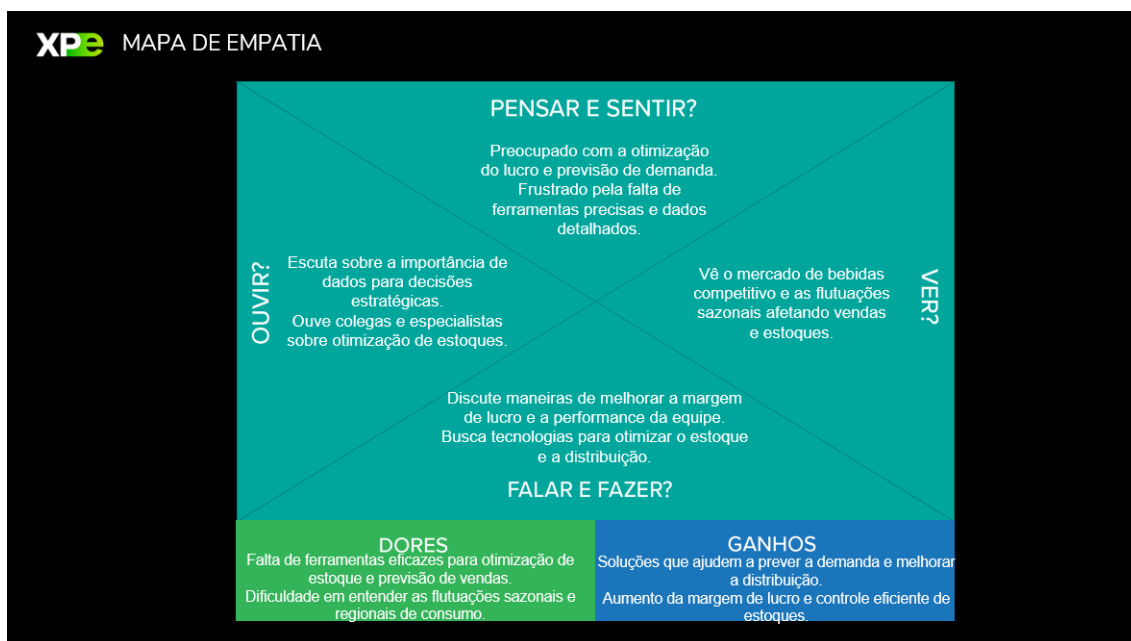 XPe MAPA DE EMPATIA
PENSAR E SENTIR?
Preocupado com a otimização
do lucro e previsão de demanda.
Frustrado pela falta de
ferramentas precisas e dados
detalhados.
OUVIR?
Escuta sobre a importância de
dados para decisões
estratégicas.
Ouve colegas e especialistas
sobre otimização de estoques.
Vê o mercado de bebidas
competitivo e as flutuações
sazonais afetando vendas
e estoques.
VER?
Discute maneiras de melhorar a margem
de lucro e a performance da equipe.
Busca tecnologias para otimizar o estoque
e a distribuição.
FALAR E FAZER?
DORES
Falta de ferramentas eficazes para otimização de
estoque e previsão de vendas.
Dificuldade em entender as flutuações sazonais e
regionais de consumo.
GANHOS
Soluções que ajudem a prever a demanda e melhorar
a distribuição.
Aumento da margem de lucro e controle eficiente de
estoques.